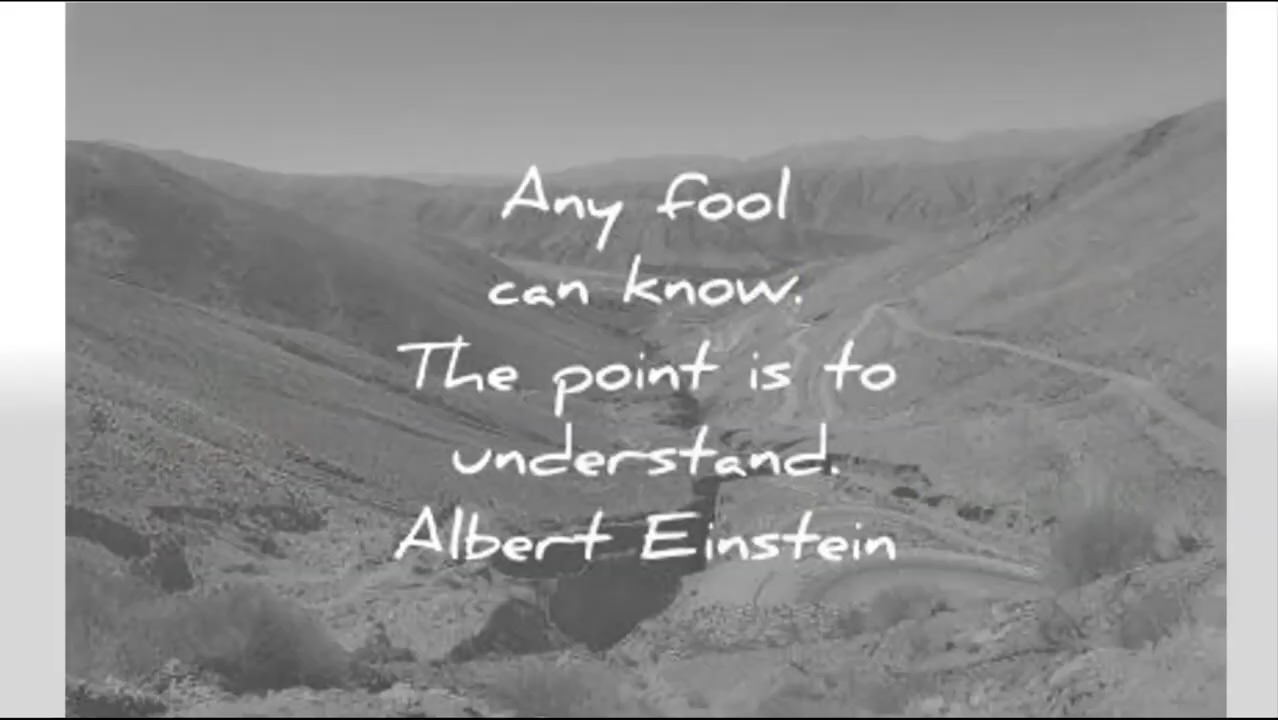 Any fool
can know.
The point is to
understand.
Albert Einstein